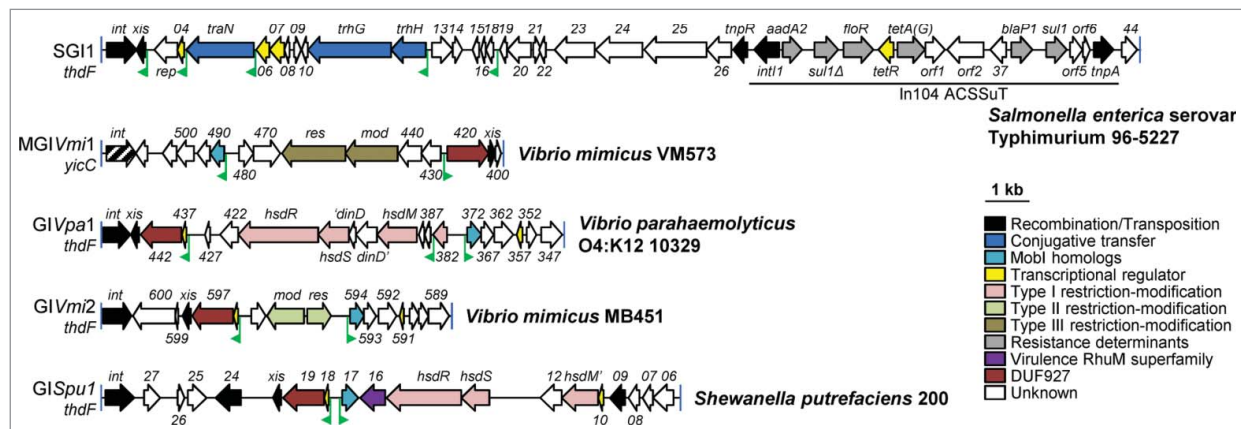 int xis 04 traN 07 09 trhG trhH 1314 1518 19 21 23 24 25 tnpR aadA2 floR tetA(G) blaP1 sul1 orf6 44
SGI1
thdF
rep 06 08 10 16 20 22 26 intI1 sul1Δ tetR orf1 orf2 37 orf5 tnpA
In104 ACSSuT
Salmonella enterica serovar
Typhimurium 96-5227
int 500 490 470 res mod 440 420 xis
MGIVmi1
yicC
480 430 400
Vibrio mimicus VM573
1 kb
int xis 437 422 hsdR 'dinD hsdM 387 372 362 352
GIVpa1
thdF
442 427 hsdS dinD' 382 367 357 347
Vibrio parahaemolyticus
O4:K12 10329
int 600 xis 597 mod res 594 592 589
GIVmi2
thdF
599 593 591
Vibrio mimicus MB451
int 27 25 24 xis 19 18 17 16 hsdR hsdS 12 hsdM' 09 07 06
GISpu1
thdF
26 10 08
Shewanella putrefaciens 200
Recombination/Transposition
Conjugative transfer
MobI homologs
Transcriptional regulator
Type I restriction-modification
Type II restriction-modification
Type III restriction-modification
Resistance determinants
Virulence RhuM superfamily
DUF927
Unknown